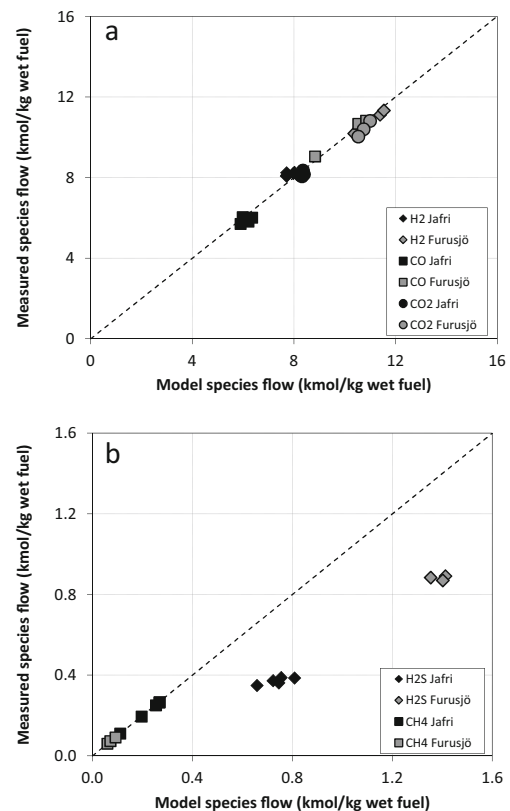 a
Measured species flow (kmol/kg wet fuel)
16
12
8
4
0
0 4 8 12 16
Model species flow (kmol/kg wet fuel)
H2 Jafri
H2 Furusjö
CO Jafri
CO Furusjö
CO2 Jafri
CO2 Furusjö
b
Measured species flow (kmol/kg wet fuel)
1.6
1.2
0.8
0.4
0.0
0.0 0.4 0.8 1.2 1.6
Model species flow (kmol/kg wet fuel)
H2S Jafri
H2S Furusjö
CH4 Jafri
CH4 Furusjö